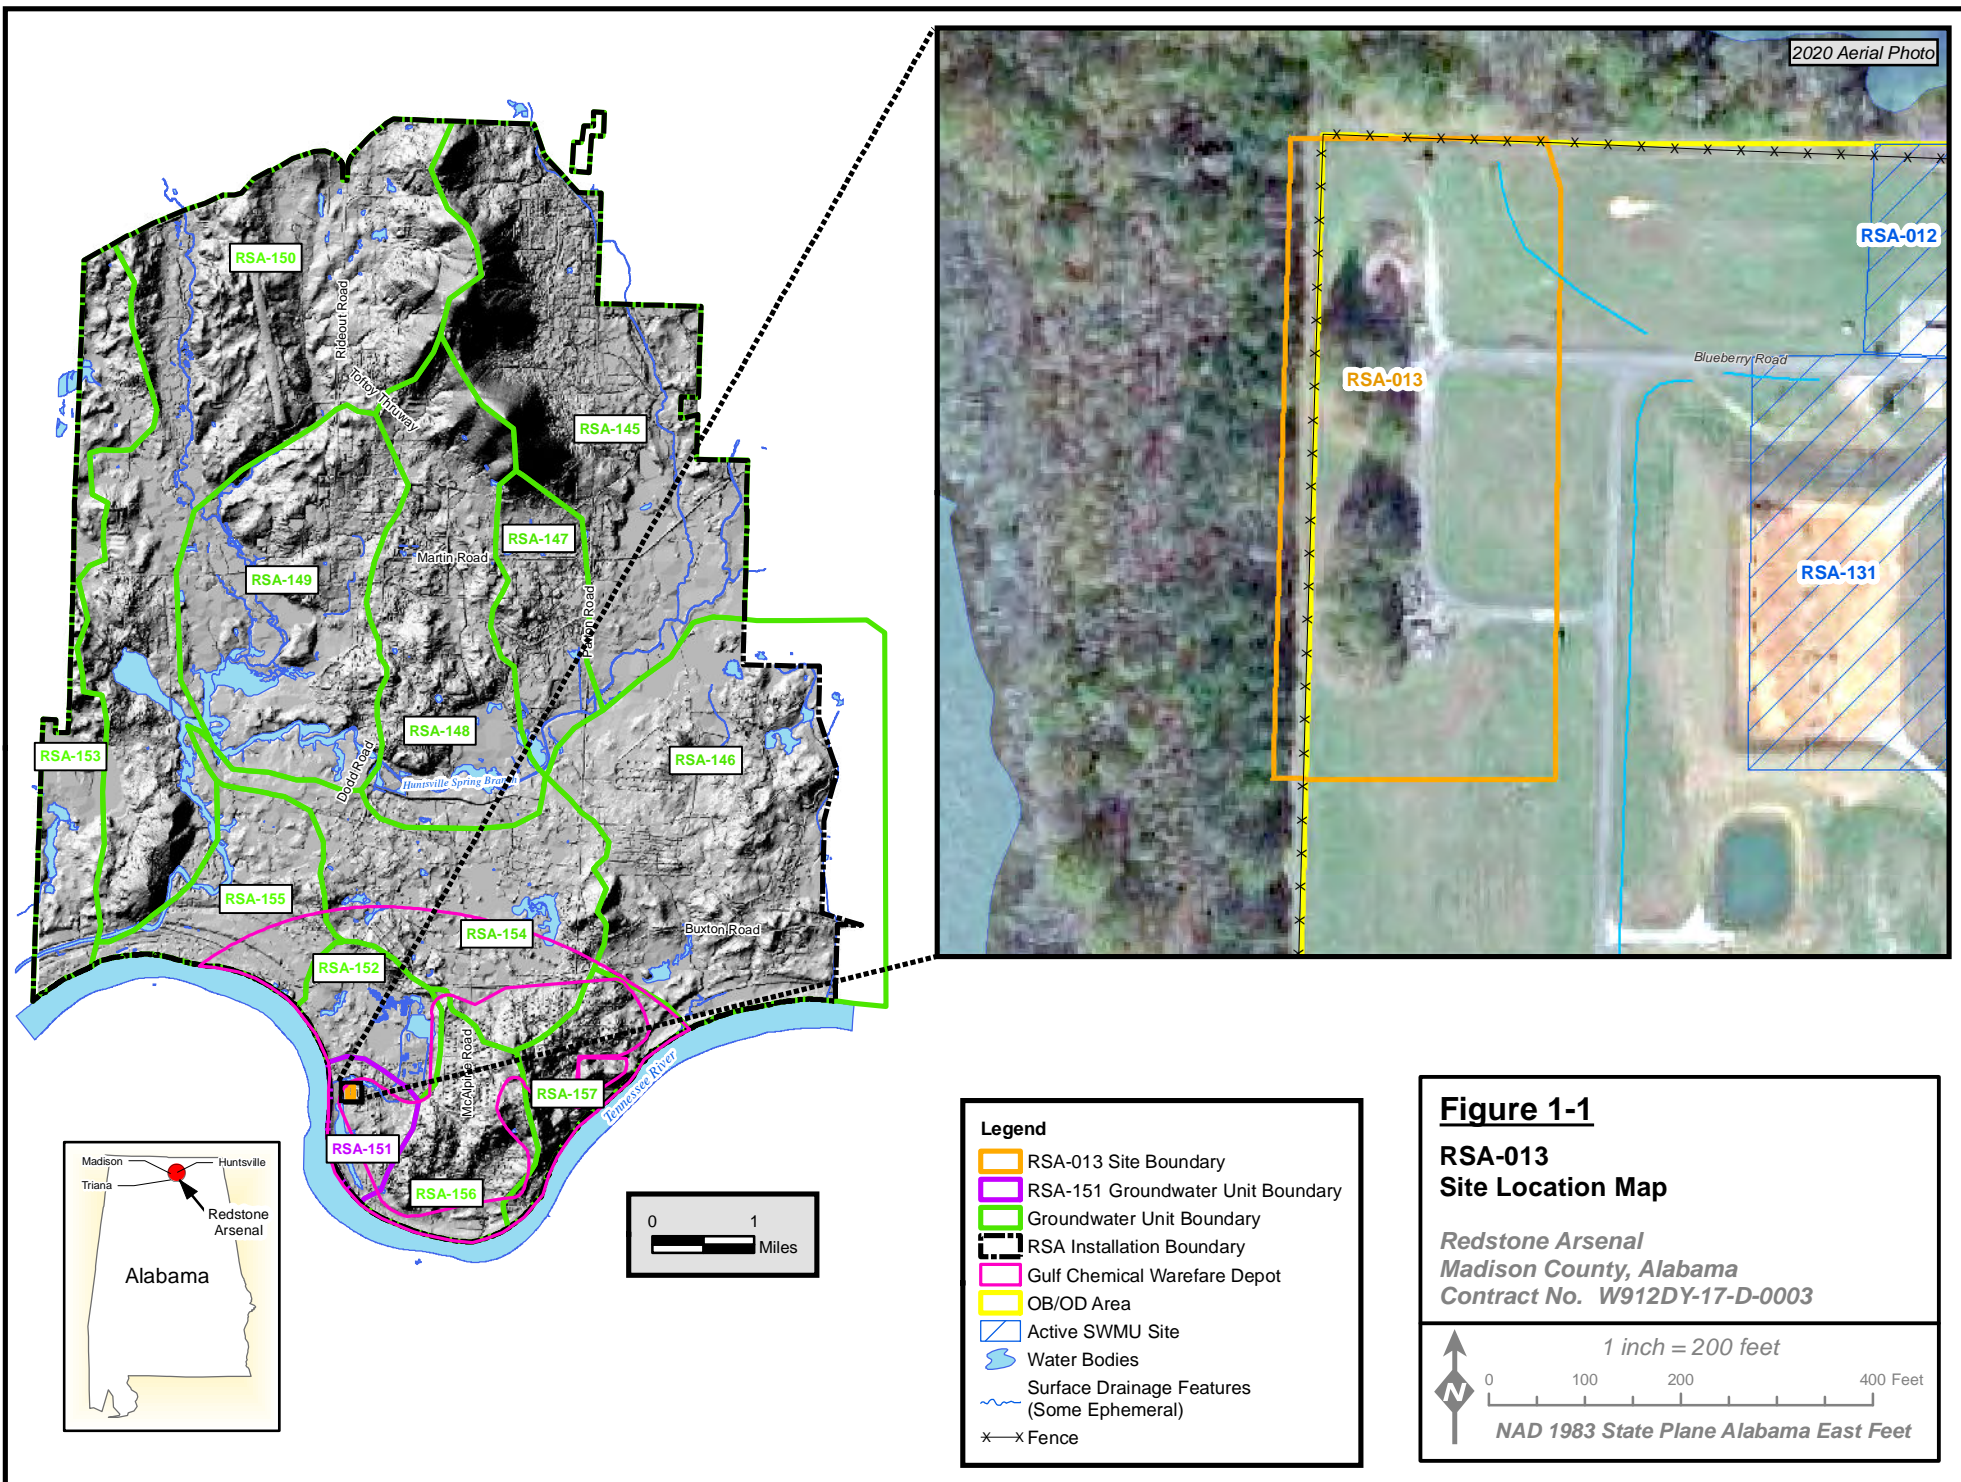 2020 Aerial Photo
RSA-012
Blueberry Road
RSA-013
RSA-131
RSA-150
Rideout Road
Toftoy Thruway
RSA-145
RSA-147
Martin Road
RSA-149
Patton Road
RSA-148
RSA-153
RSA-146
Dodd Road
Huntsville Spring Branch
RSA-155
RSA-154
Buxton Road
RSA-152
McAlpine Road
RSA-157
Tennessee River
RSA-151
RSA-156
Madison
Huntsville
Triana
Redstone
Arsenal
Alabama
0 1
Miles
Legend
RSA-013 Site Boundary
RSA-151 Groundwater Unit Boundary
Groundwater Unit Boundary
RSA Installation Boundary
Gulf Chemical Warefare Depot
OB/OD Area
Active SWMU Site
Water Bodies
Surface Drainage Features
(Some Ephemeral)
Fence
Figure 1-1
RSA-013
Site Location Map
Redstone Arsenal
Madison County, Alabama
Contract No. W912DY-17-D-0003
1 inch = 200 feet
0 100 200 400 Feet
N
NAD 1983 State Plane Alabama East Feet